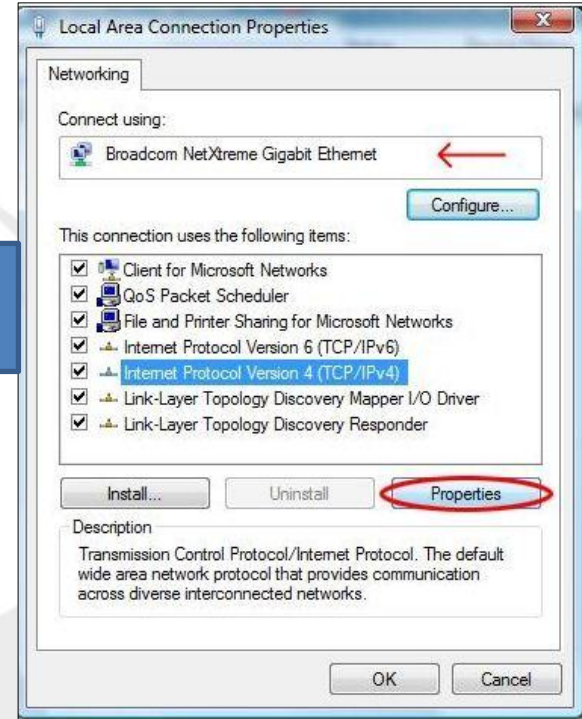 Local Area Connection Properties
Networking
Connect using:
Broadcom NetXtreme Gigabit Ethernet
Configure...
This connection uses the following items:
Client for Microsoft Networks
QoS Packet Scheduler
File and Printer Sharing for Microsoft Networks
Internet Protocol Version 6 (TCP/IPv6)
Internet Protocol Version 4 (TCP/IPv4)
Link-Layer Topology Discovery Mapper I/O Driver
Link-Layer Topology Discovery Responder
Install... Uninstall Properties
Description
Transmission Control Protocol/Internet Protocol. The default
wide area network protocol that provides communication
across diverse interconnected networks.
OK Cancel